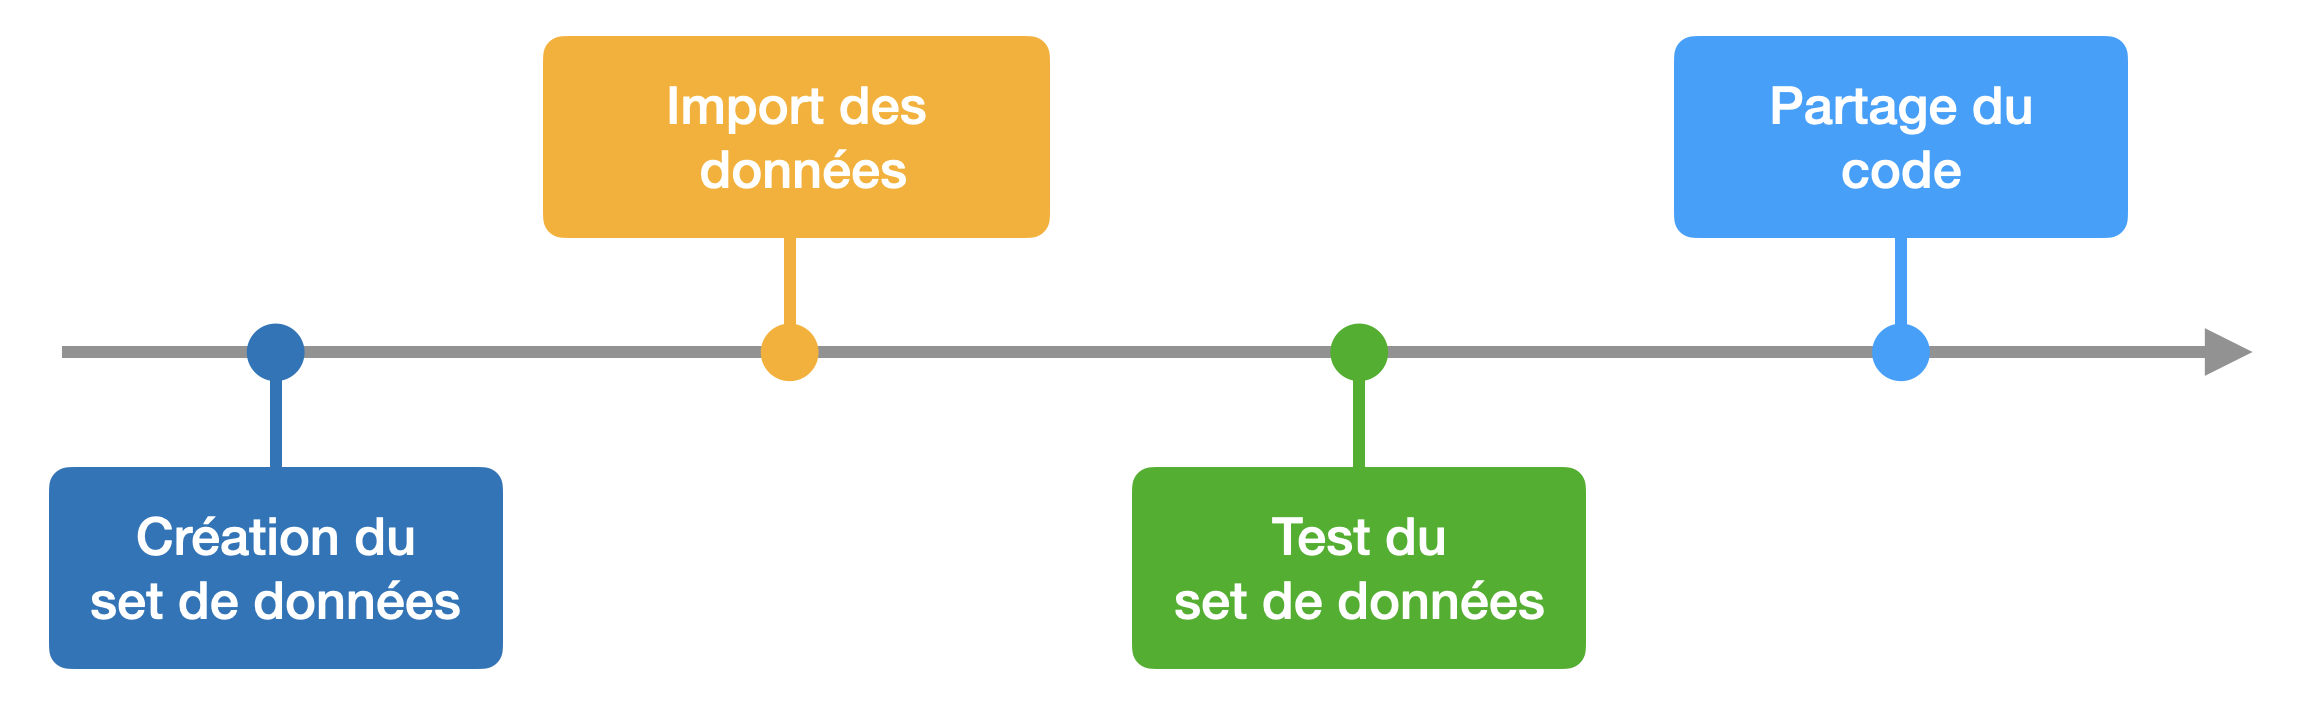 Import des
données
Partage du
code
Création du
set de données
Test du
set de données